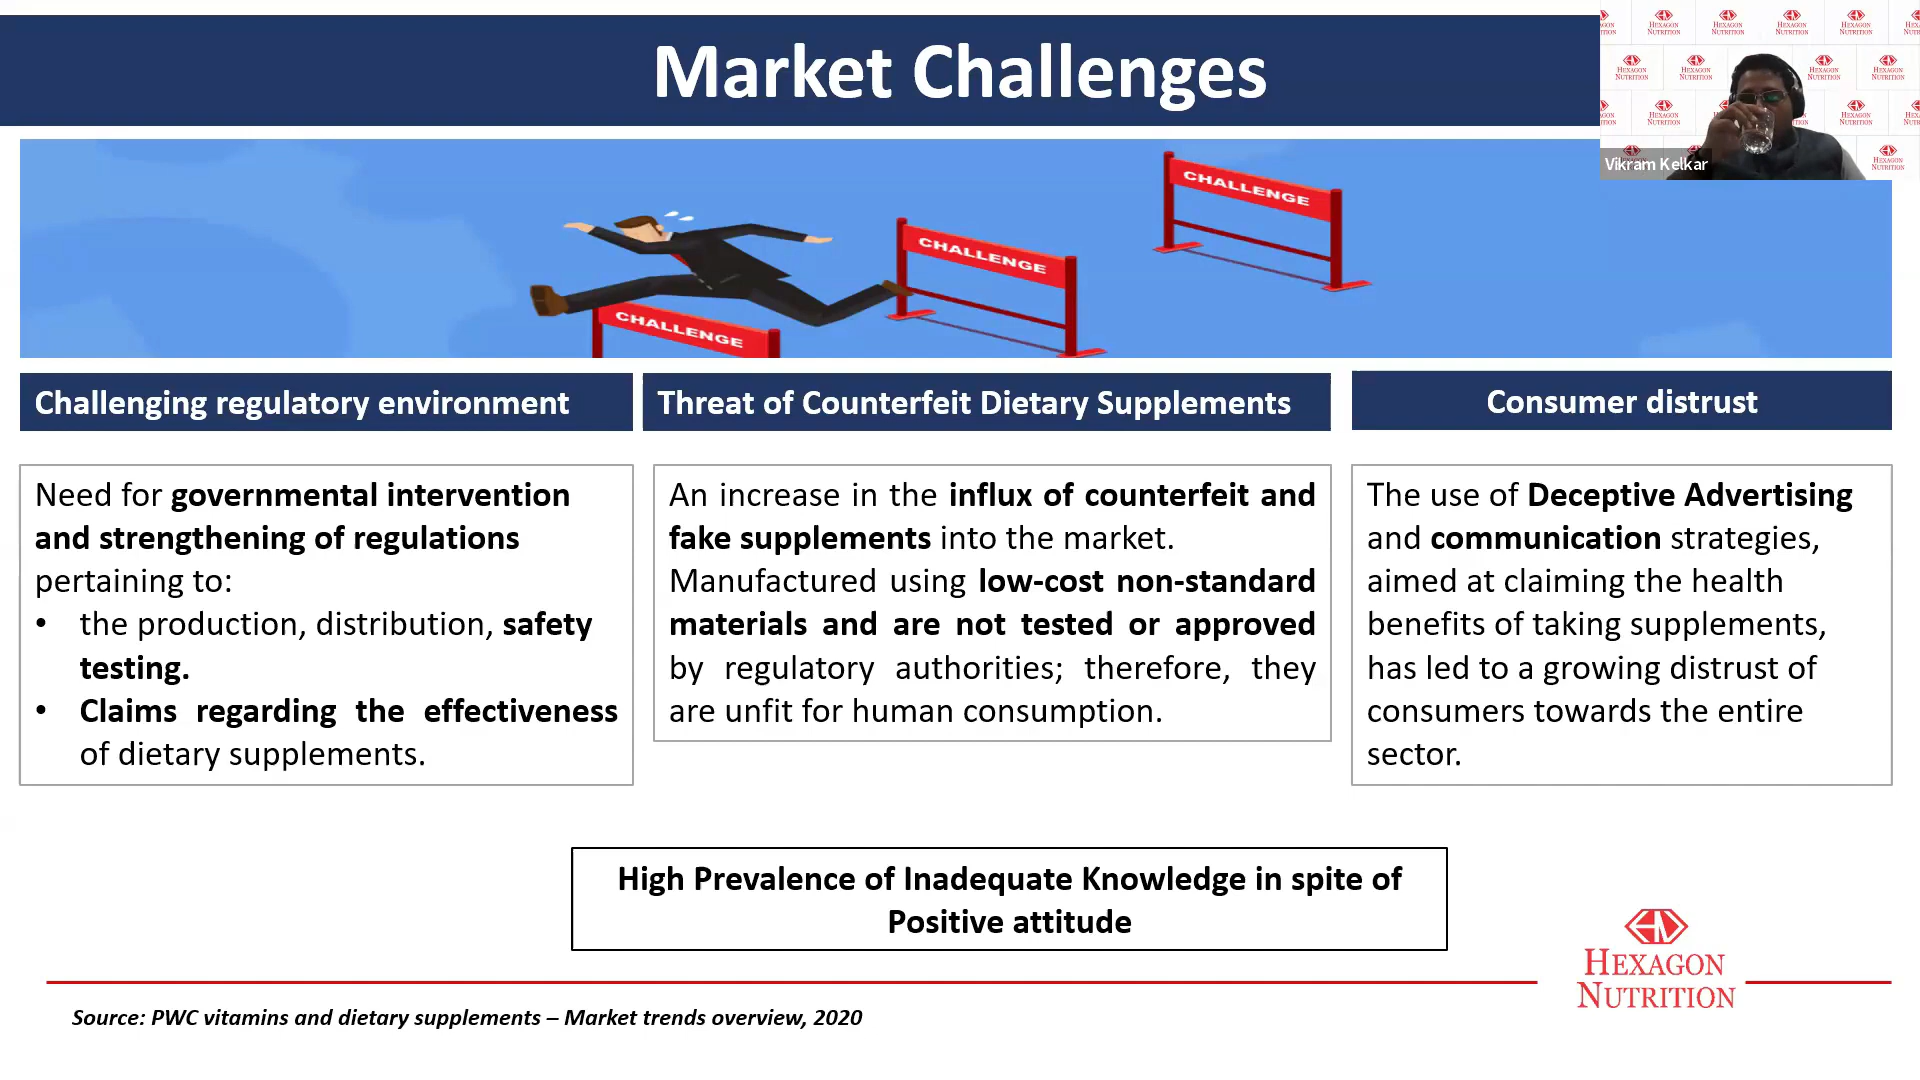 Market Challenges
HEXAGON NUTRITION
Vikram Kelkar
CHALLENGE
CHALLENGE
CHALLENGE
Challenging regulatory environment
Need for governmental intervention
and strengthening of regulations
pertaining to:
• the production, distribution, safety
testing.
• Claims regarding the effectiveness
of dietary supplements.
Threat of Counterfeit Dietary Supplements
An increase in the influx of counterfeit and
fake supplements into the market.
Manufactured using low-cost non-standard
materials and are not tested or approved
by regulatory authorities; therefore, they
are unfit for human consumption.
Consumer distrust
The use of Deceptive Advertising
and communication strategies,
aimed at claiming the health
benefits of taking supplements,
has led to a growing distrust of
consumers towards the entire
sector.
High Prevalence of Inadequate Knowledge in spite of
Positive attitude
HEXAGON
NUTRITION
Source: PWC vitamins and dietary supplements – Market trends overview, 2020